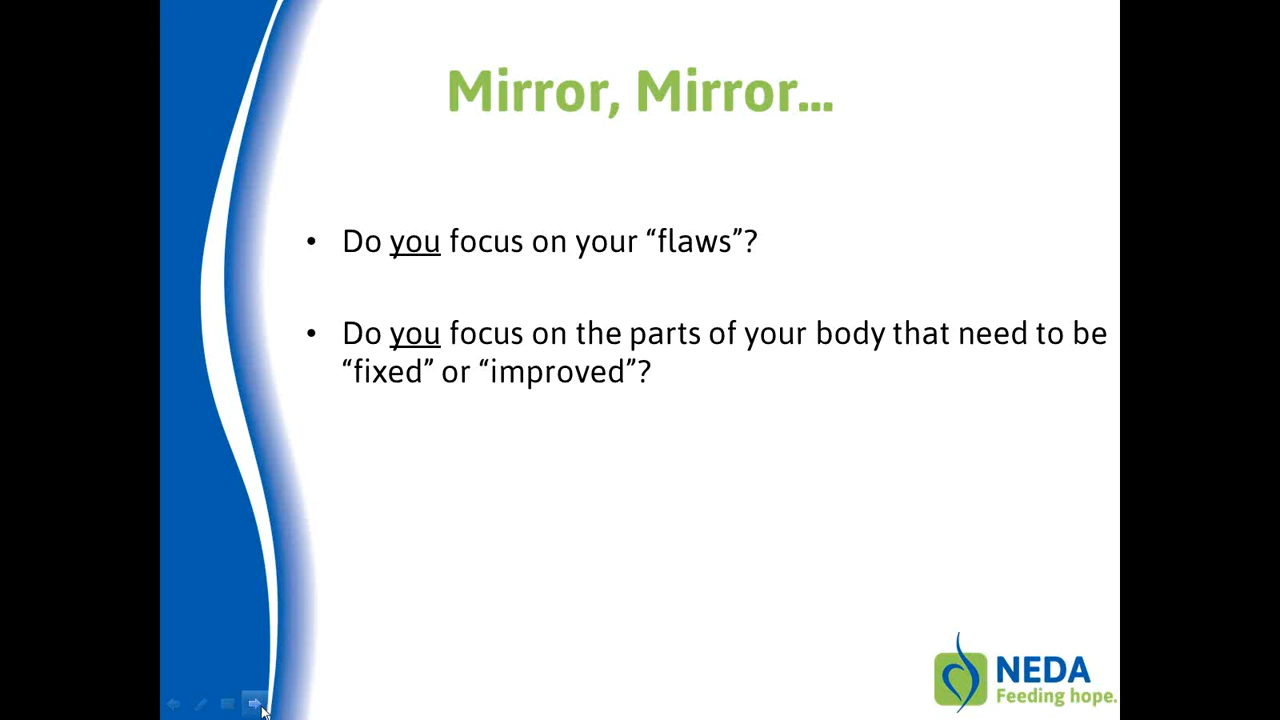 Mirror, Mirror...
• Do you focus on your “flaws”?
• Do you focus on the parts of your body that need to be
“fixed” or “improved”?
NEDA
Feeding hope.